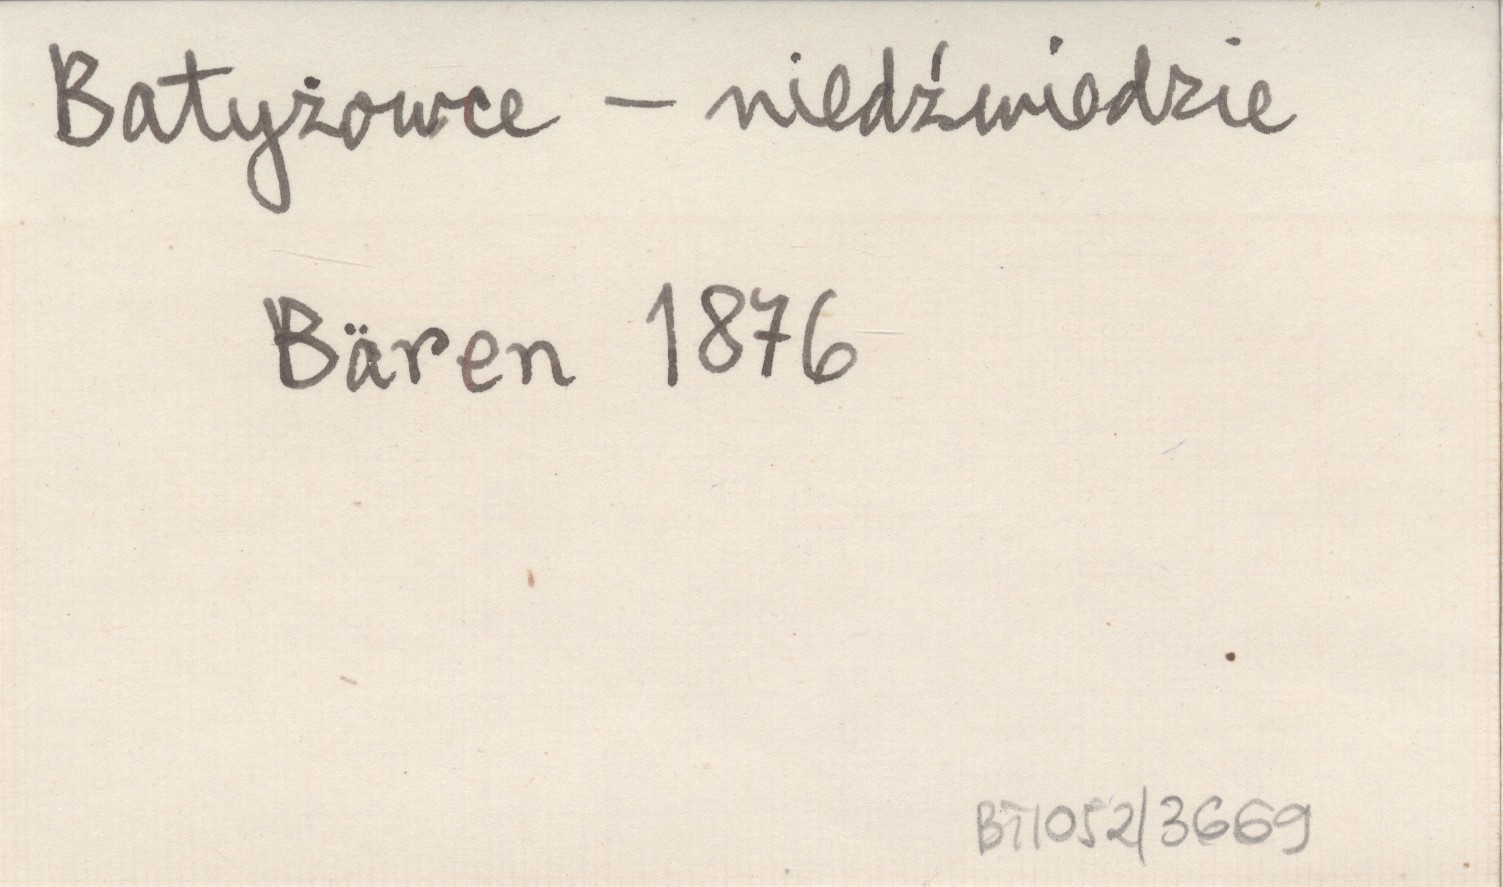 Batyżowce – niedźwiedzie
Bären 1876
BT1052/3669